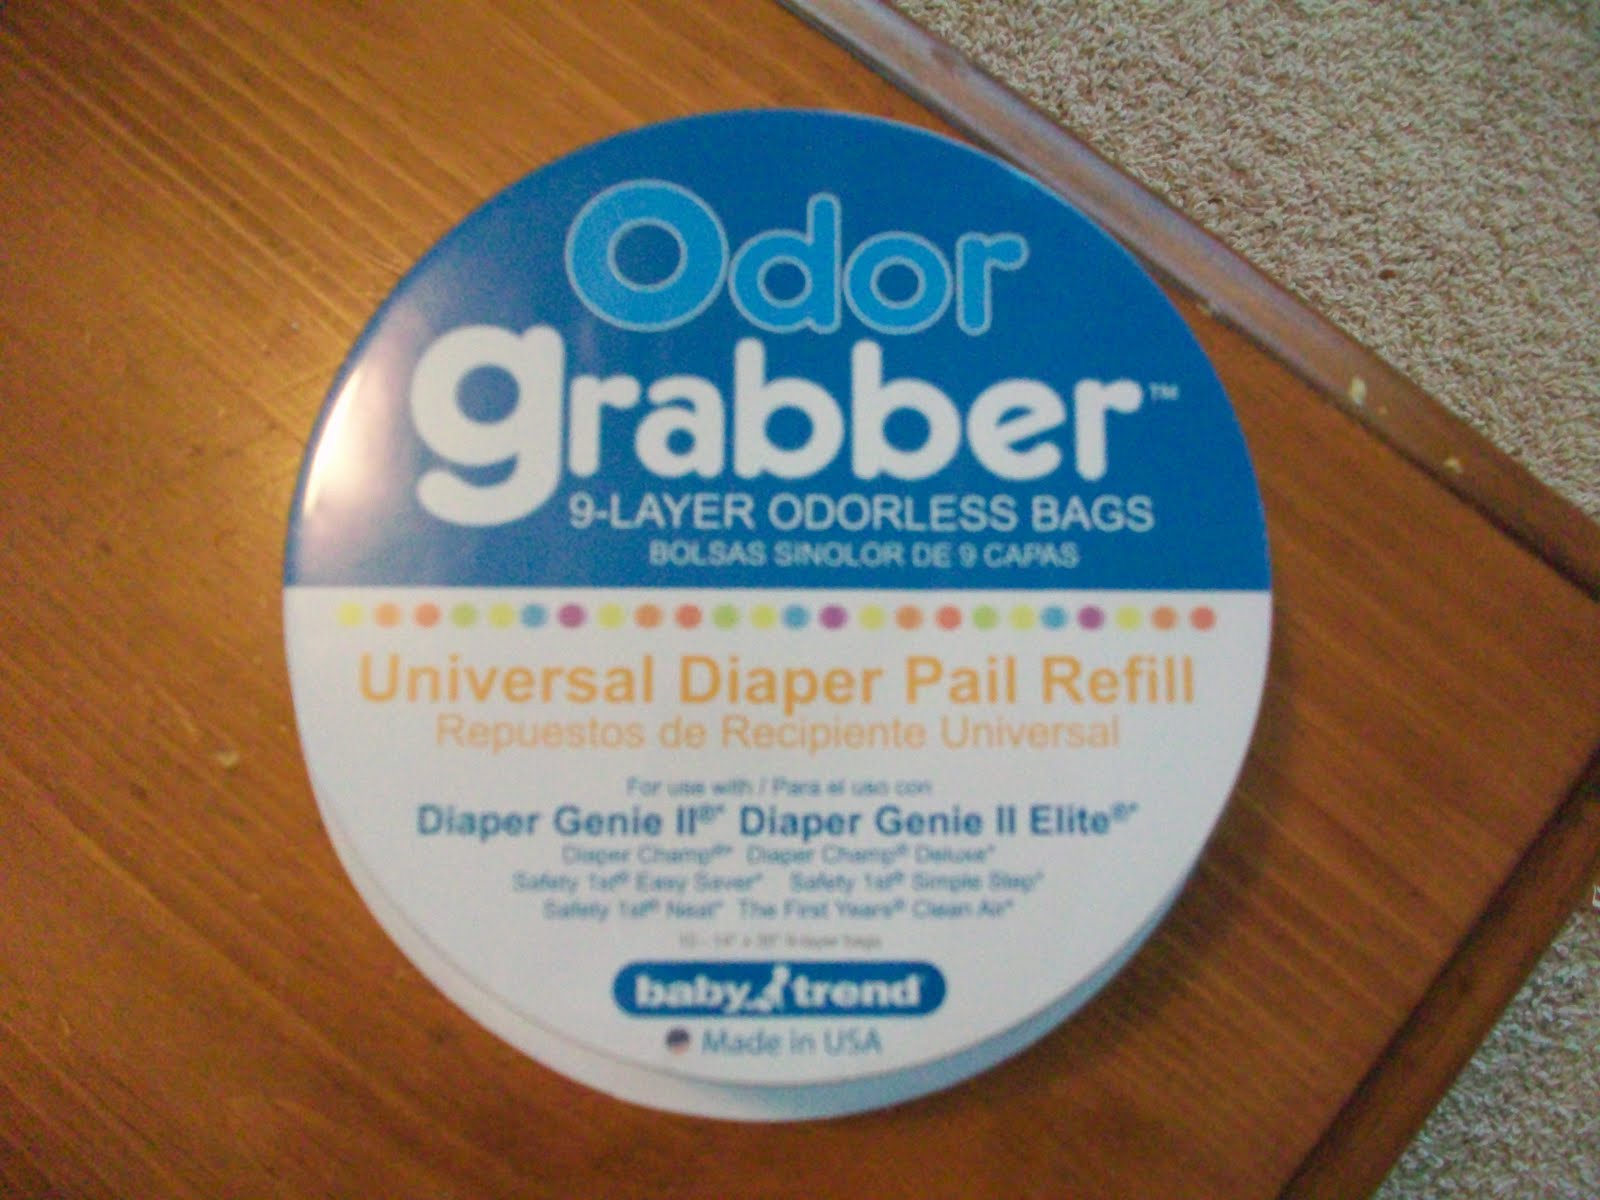 Odor
grabber™
9-LAYER ODORLESS BAGS
BOLSAS SINOLOR DE 9 CAPAS
Universal Diaper Pail Refill
Repuestos de Recipiente Universal
For use with / Para el uso con
Diaper Genie II®* Diaper Genie II Elite®*
Diaper Champ®* Diaper Champ® Deluxe*
Safety 1st® Easy Saver* Safety 1st® Simple Step*
Safety 1st® Neat* The First Years® Clean Air*
9-layer bags
baby trend
Made in USA